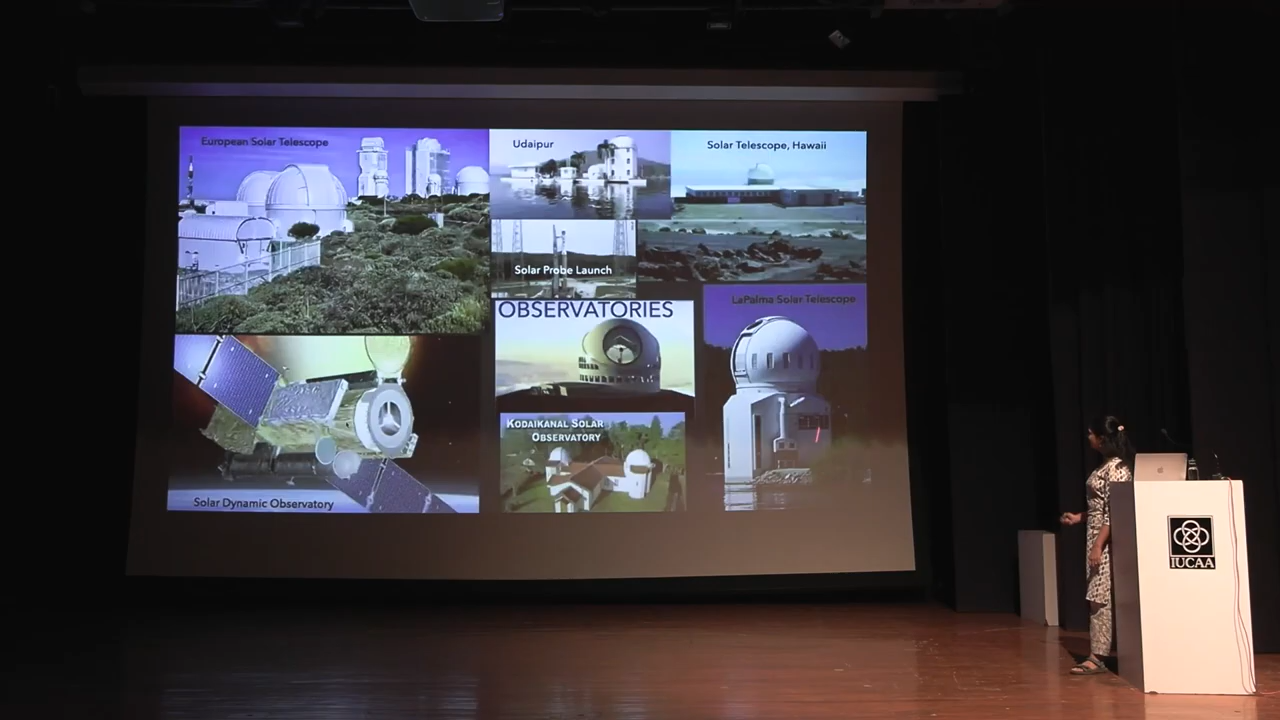 European Solar Telescope
Udaipur
Solar Telescope, Hawaii
Solar Probe Launch
OBSERVATORIES
LaPalma Solar Telescope
KODAIKANAL SOLAR
OBSERVATORY
Solar Dynamic Observatory
IUCAA